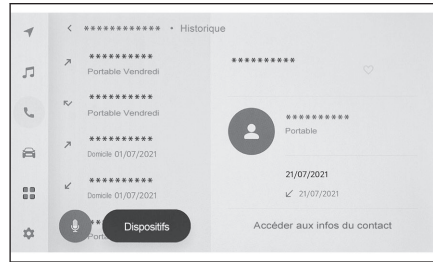 *********** • Historique
**********
Portable Vendredi
**********
Portable Vendredi
**********
Domicile 01/07/2021
**********
Domicile 01/07/2021
**
Porta
Dispositifs
**********
**********
Portable
21/07/2021
21/07/2021
Accéder aux infos du contact